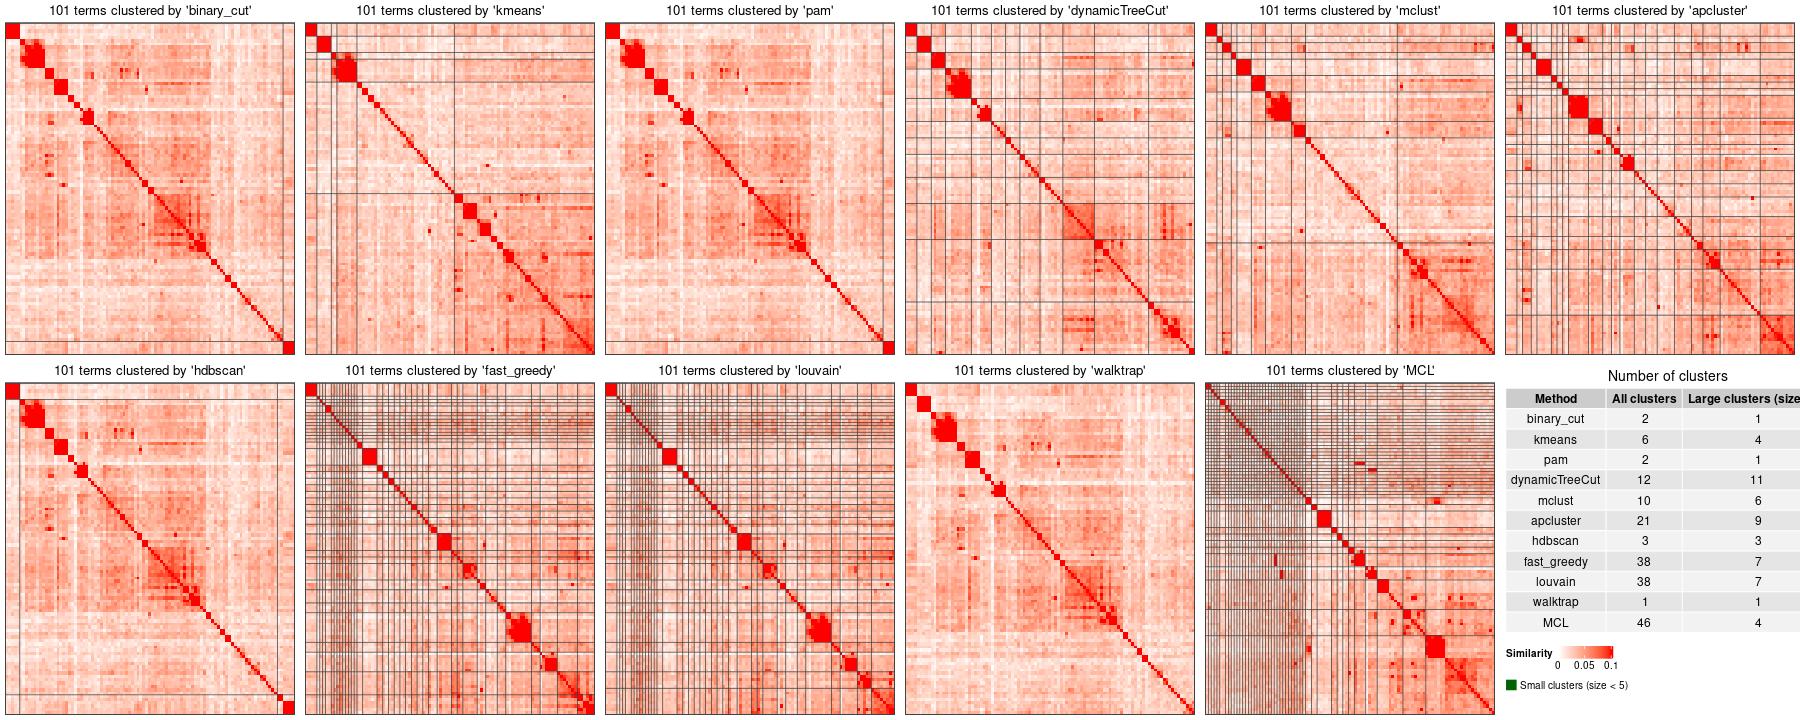 101 terms clustered by 'binary_cut'
101 terms clustered by 'kmeans'
101 terms clustered by 'pam'
101 terms clustered by 'dynamicTreeCut'
101 terms clustered by 'mclust'
101 terms clustered by 'apcluster'
101 terms clustered by 'hdbscan'
101 terms clustered by 'fast_greedy'
101 terms clustered by 'louvain'
101 terms clustered by 'walktrap'
101 terms clustered by 'MCL'
Number of clusters
Method All clusters Large clusters (size
binary_cut 2 1
kmeans 6 4
pam 2 1
dynamicTreeCut 12 11
mclust 10 6
apcluster 21 9
hdbscan 3 3
fast_greedy 38 7
louvain 38 7
walktrap 1 1
MCL 46 4
Similarity
0 0.05 0.1
Small clusters (size < 5)